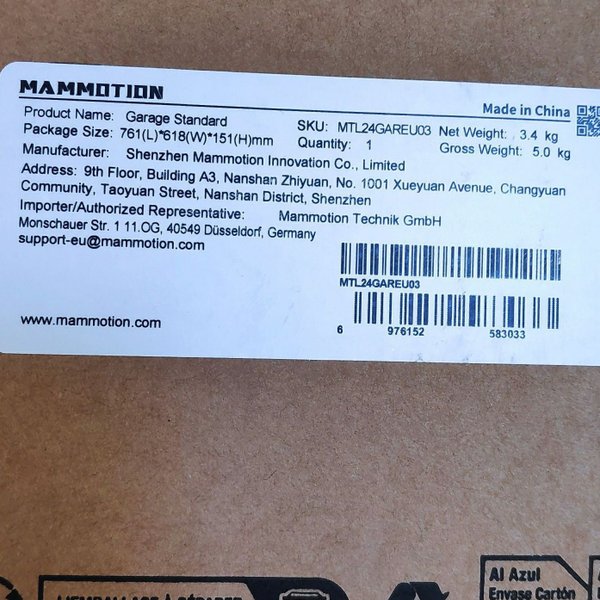 MAMMOTION
Made in China
Product Name: Garage Standard
SKU: MTL24GAREU03 Net Weight: 3.4 kg
Package Size: 761(L)*618(W)*151(H)mm
Quantity: 1 Gross Weight: 5.0 kg
Manufacturer: Shenzhen Mammotion Innovation Co., Limited
Address: 9th Floor, Building A3, Nanshan Zhiyuan, No. 1001 Xueyuan Avenue, Changyuan
Community, Taoyuan Street, Nanshan District, Shenzhen
Importer/Authorized Representative: Mammotion Technik GmbH
Monschauer Str. 1 11.OG, 40549 Düsseldorf, Germany
support-eu@mammotion.com
MTL24GAREU03
6 976152 583033
www.mammotion.com
Al Azul
Envase Cartón